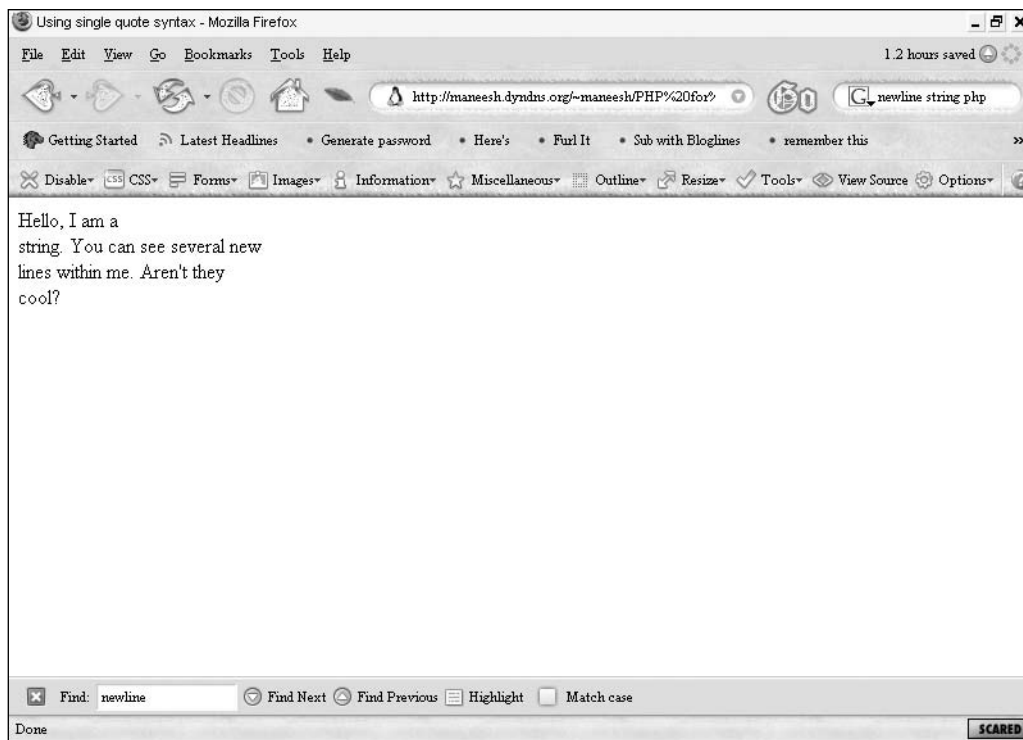 Using single quote syntax - Mozilla Firefox
File Edit View Go Bookmarks Tools Help 1.2 hours saved
http://maneesh.dyndns.org/~maneesh/PHP%20for% G newline string php
Getting Started Latest Headlines Generate password Here's Furl It Sub with Bloglines remember this »
Disable CSS CSS Forms Images Information Miscellaneous Outline Resize Tools View Source Options
Hello, I am a
string. You can see several new
lines within me. Aren't they
cool?
Find: newline Find Next Find Previous Highlight Match case
Done SCARED